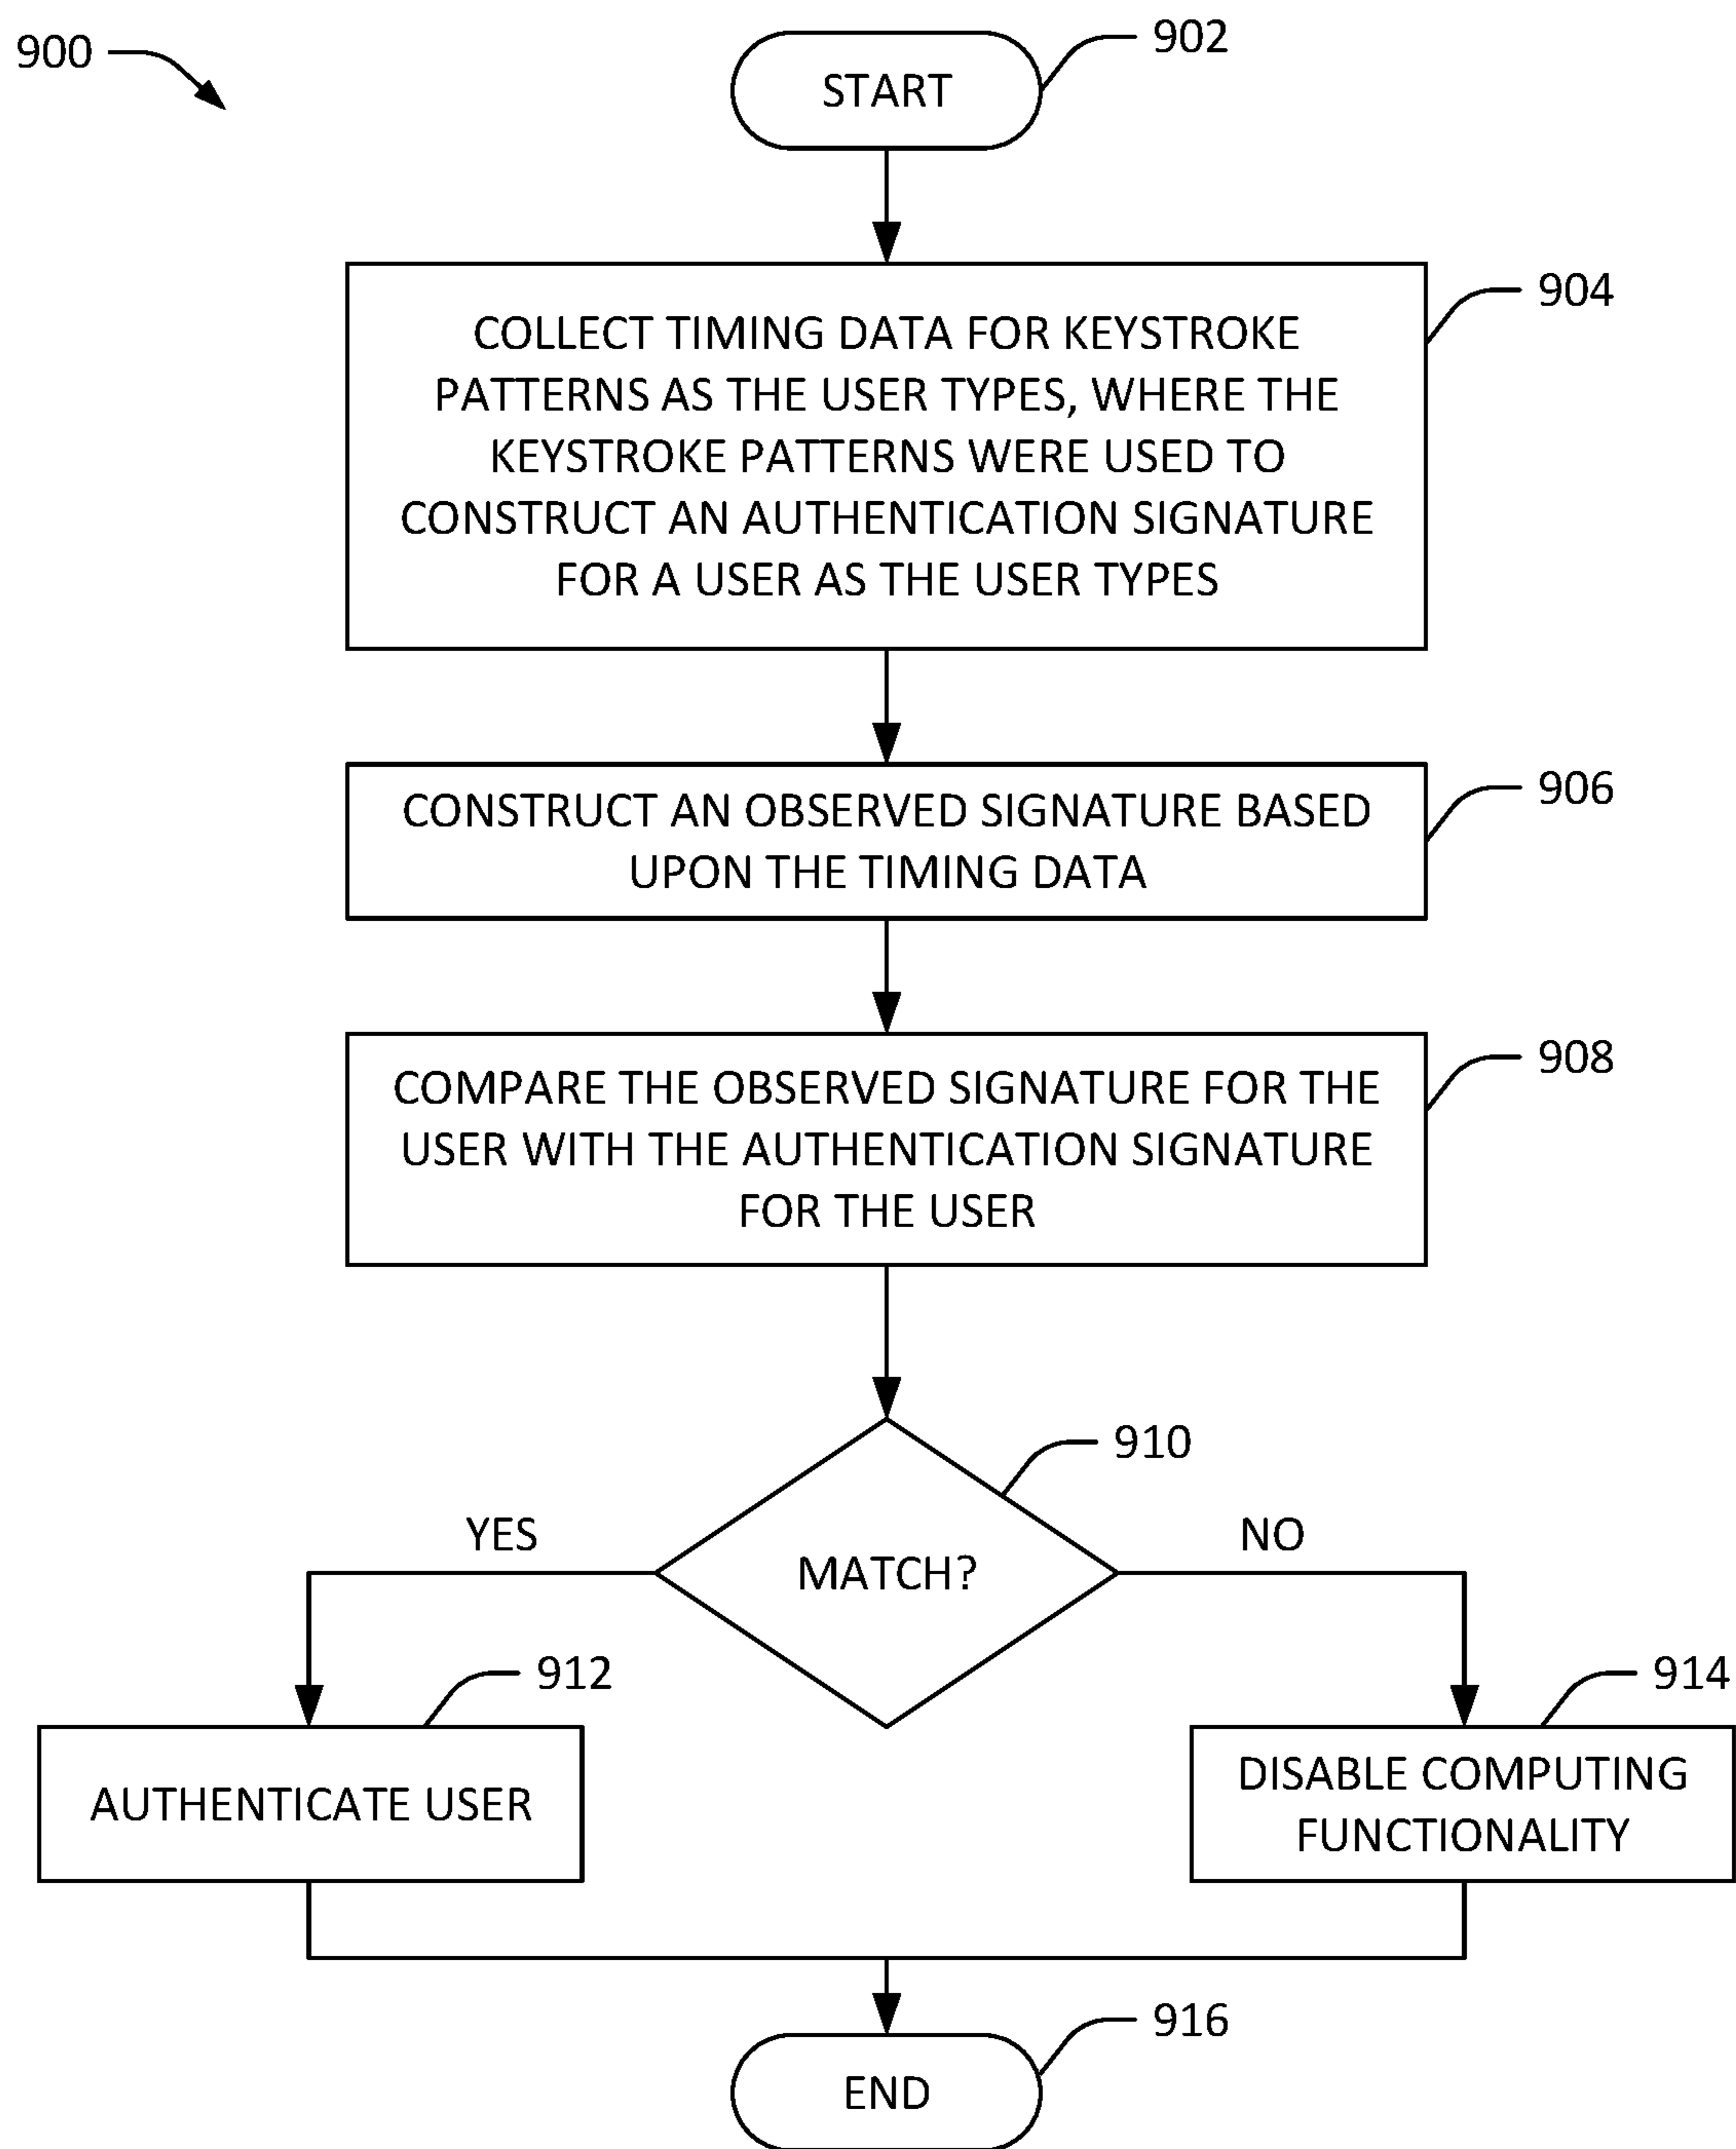 900
902
START
904
COLLECT TIMING DATA FOR KEYSTROKE
PATTERNS AS THE USER TYPES, WHERE THE
KEYSTROKE PATTERNS WERE USED TO
CONSTRUCT AN AUTHENTICATION SIGNATURE
FOR A USER AS THE USER TYPES
906
CONSTRUCT AN OBSERVED SIGNATURE BASED
UPON THE TIMING DATA
908
COMPARE THE OBSERVED SIGNATURE FOR THE
USER WITH THE AUTHENTICATION SIGNATURE
FOR THE USER
910
YES
NO
MATCH?
912
914
AUTHENTICATE USER
DISABLE COMPUTING
FUNCTIONALITY
916
END